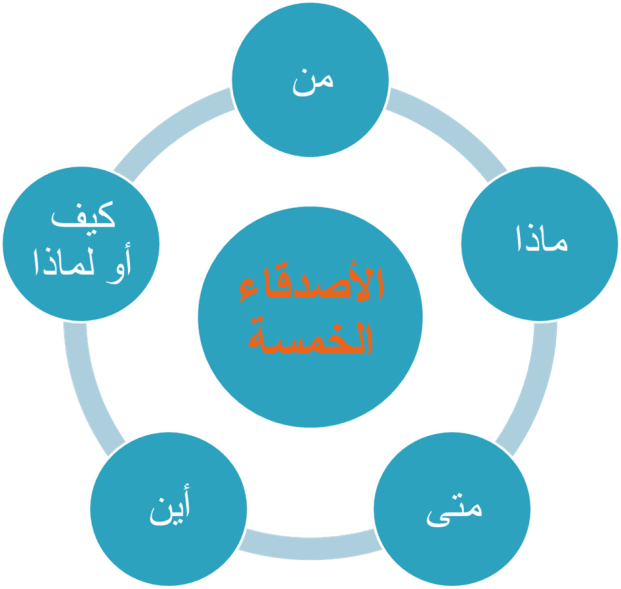 من
ماذا
متى
أين
كيف
أو لماذا
الأصدقاء
الخمسة